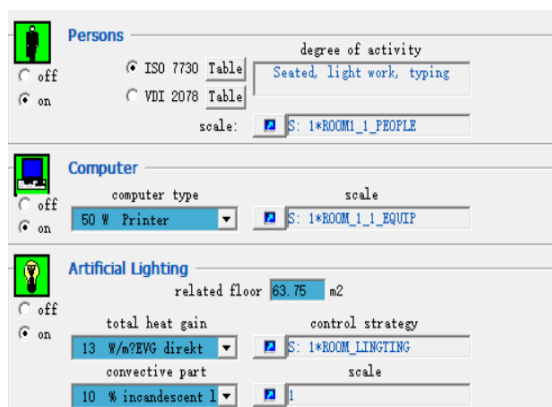 Persons
degree of activity
off
ISO 7730 Table
Seated, light work, typing
on
VDI 2078 Table
scale: S: 1*ROOM1_1_PEOPLE
Computer
computer type scale
off
50 W Printer S: 1*ROOM_1_1_EQUIP
on
Artificial Lighting
related floor 63.75 m2
off
total heat gain control strategy
on
13 W/m?EVG direkt S: 1*ROOM_LINGTING
convective part scale
10 % incandescent l 1